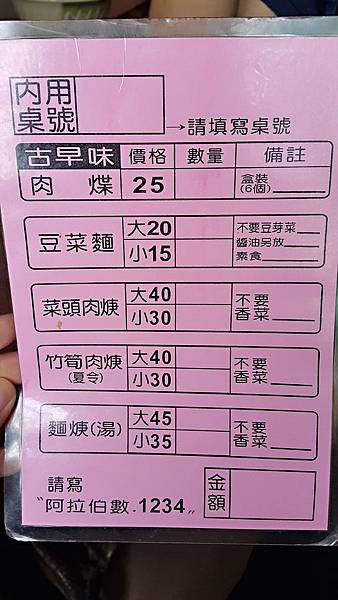 內用
桌號
→請填寫桌號
古早味 價格 數量 備註
肉煠 25 盒裝
(6個)
豆菜麵 大20 不要豆芽菜
小15 醬油另放
素食
菜頭肉焿 大40 不要
小30 香菜
竹筍肉焿 大40 不要
(夏令) 小30 香菜
麵焿(湯) 大45 不要
小35 香菜
請寫 金
"阿拉伯數.1234" 額